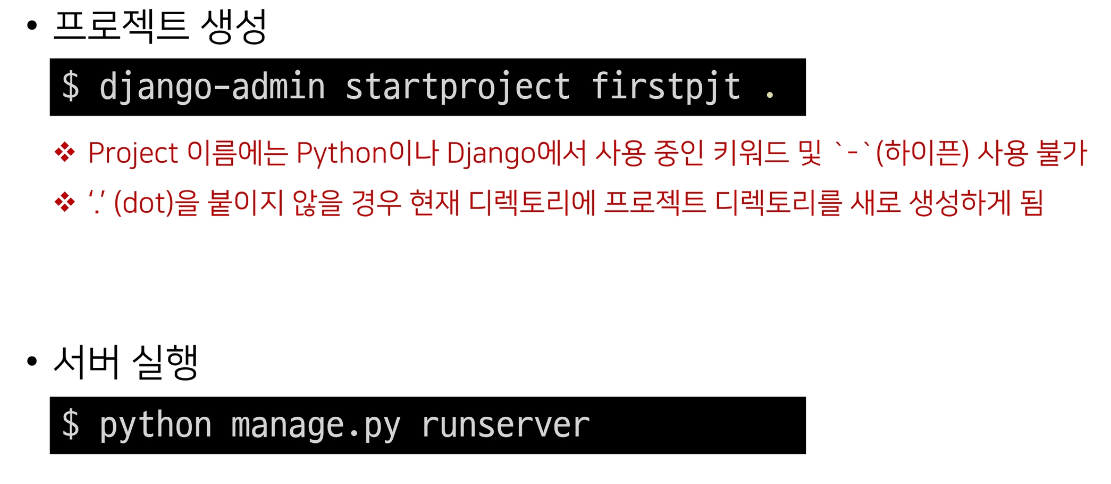 • 프로젝트 생성
$ django-admin startproject firstpjt .
❖ Project 이름에는 Python이나 Django에서 사용 중인 키워드 및 `-`(하이픈) 사용 불가
❖ ‘.’ (dot)을 붙이지 않을 경우 현재 디렉토리에 프로젝트 디렉토리를 새로 생성하게 됨
• 서버 실행
$ python manage.py runserver